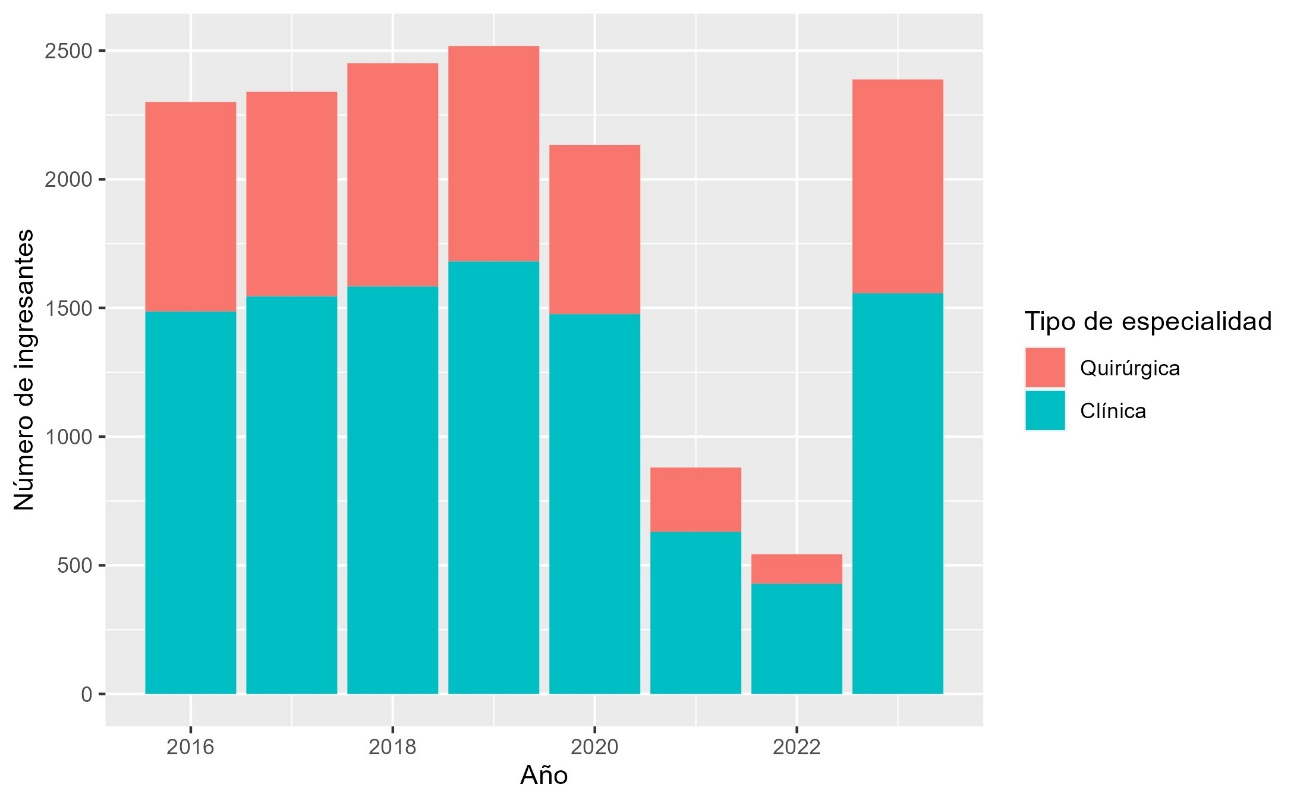 Número de ingresantes
2500
2000
1500
1000
500
0
2016
2018
2020
2022
Año
Tipo de especialidad
Quirúrgica
Clínica